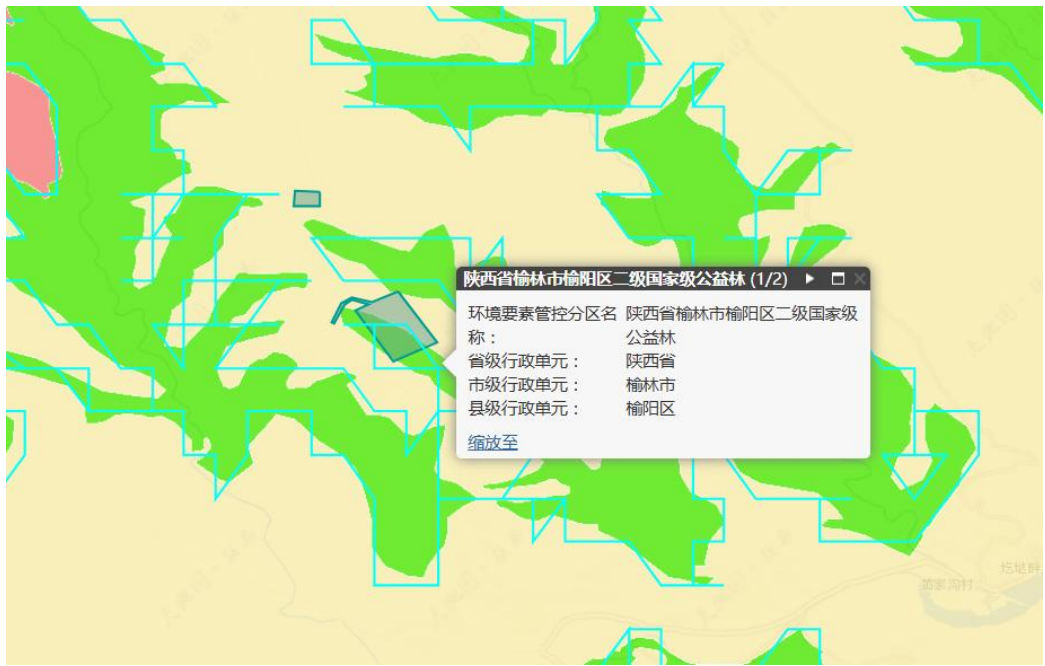 陕西省榆林市榆阳区二级国家级公益林 (1/2)
环境要素管控分区名 陕西省榆林市榆阳区二级国家级
称： 公益林
省级行政单元： 陕西省
市级行政单元： 榆林市
县级行政单元： 榆阳区
缩放至